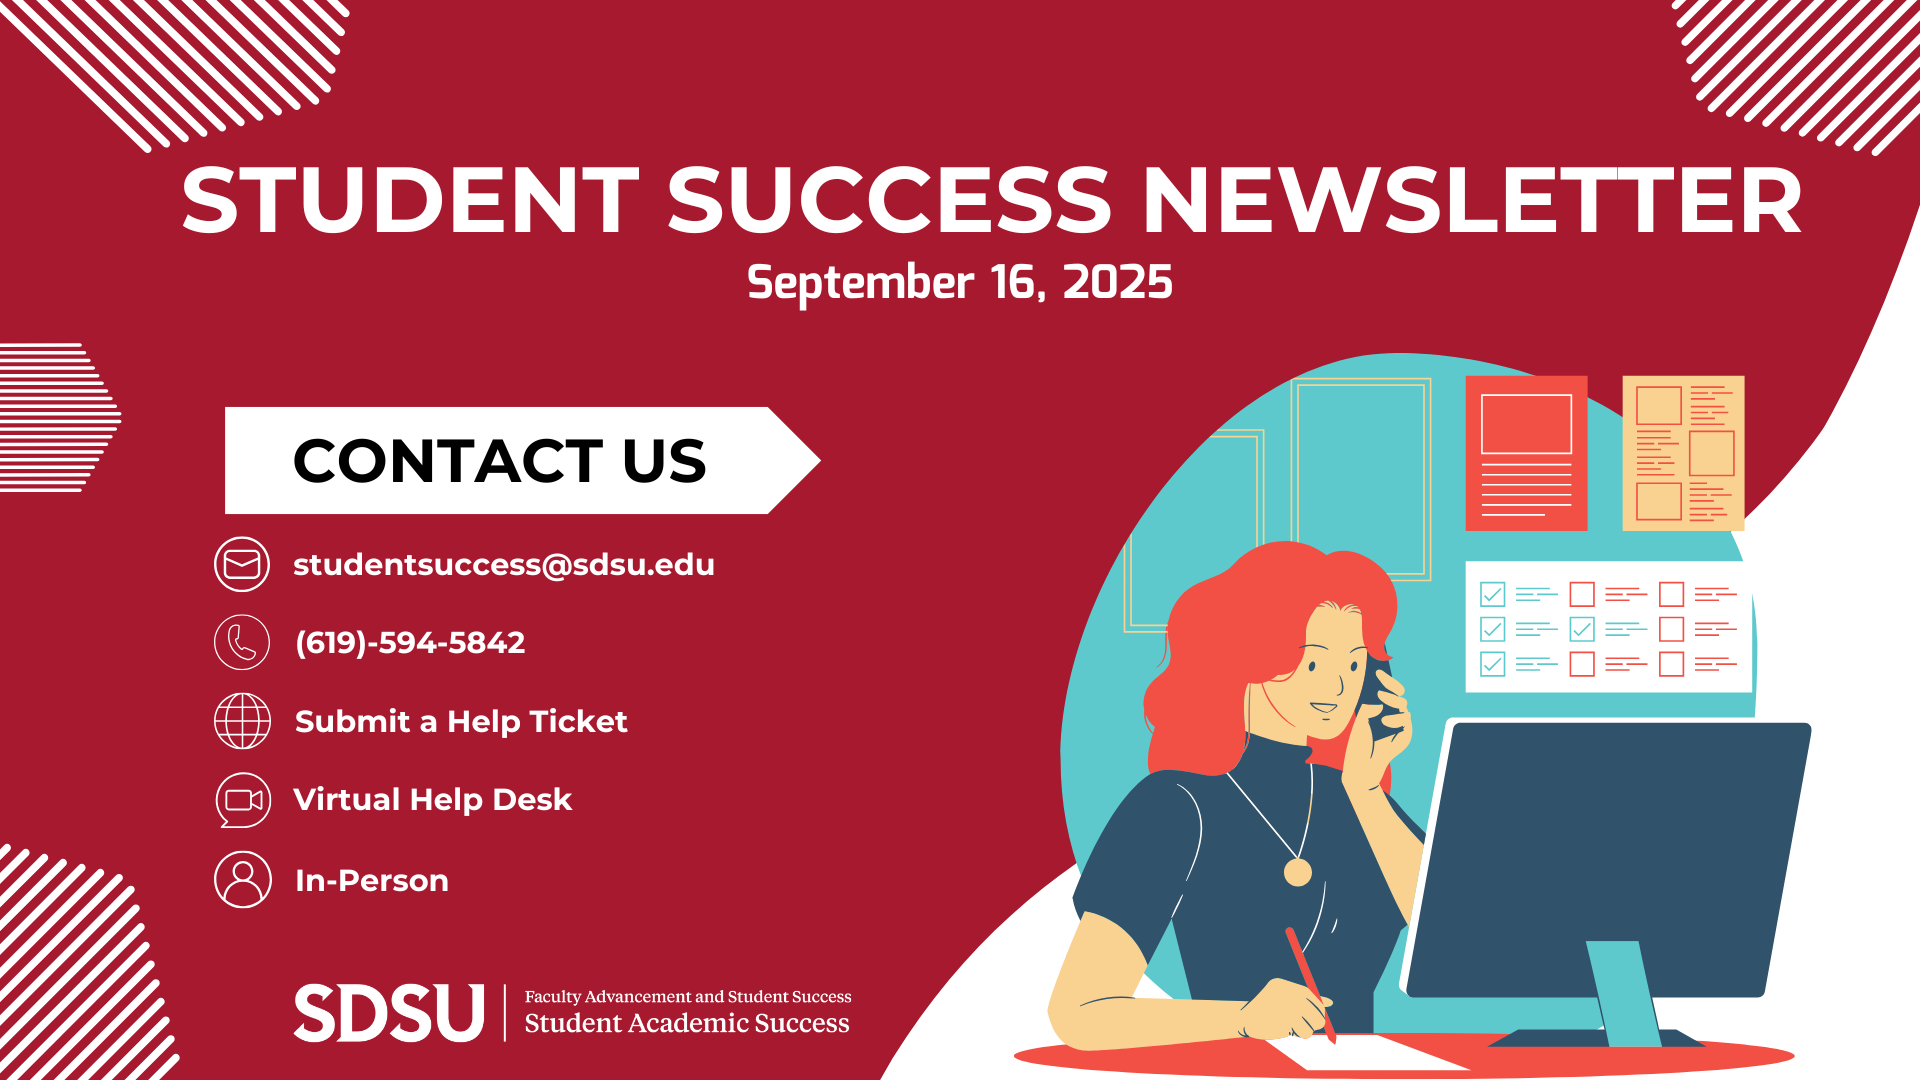 STUDENT SUCCESS NEWSLETTER
September 16, 2025
CONTACT US
studentsuccess@sdsu.edu
(619)-594-5842
Submit a Help Ticket
Virtual Help Desk
In-Person
SDSU
Faculty Advancement and Student Success
Student Academic Success